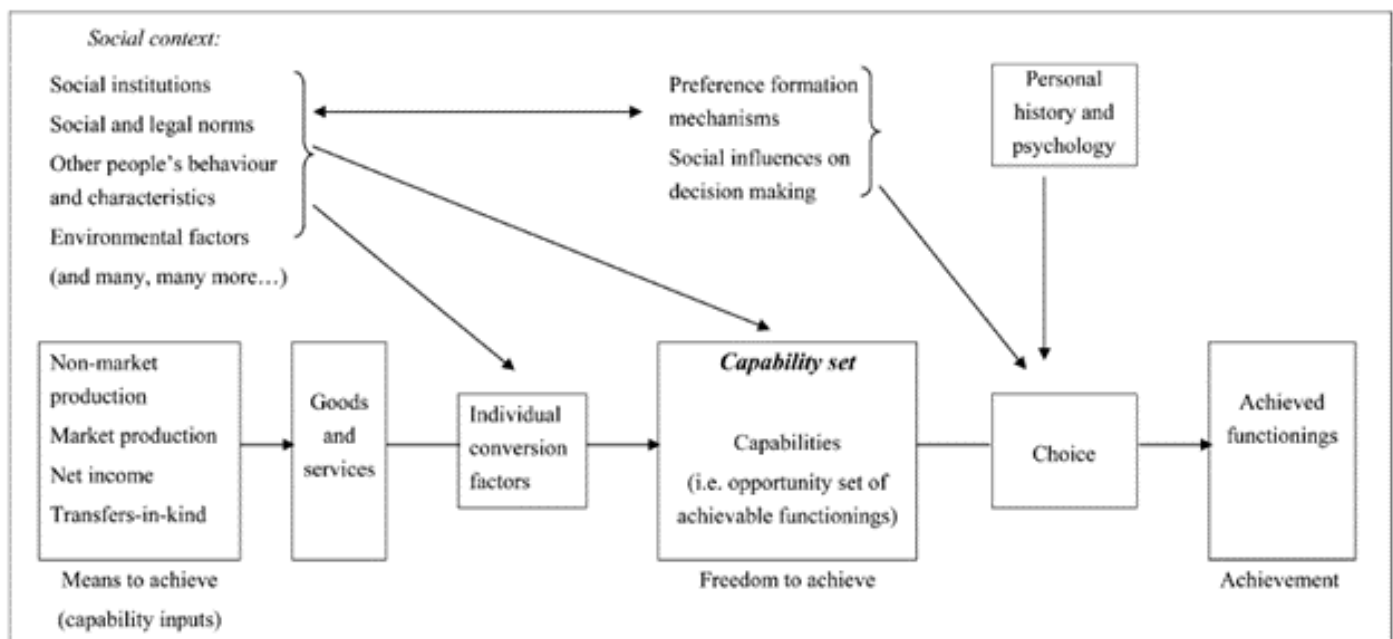 Social context:
Social institutions
Social and legal norms
Other people’s behaviour
and characteristics
Environmental factors
(and many, many more…)
Preference formation
mechanisms
Social influences on
decision making
Personal
history and
psychology
Non-market
production
Market production
Net income
Transfers-in-kind
Means to achieve
(capability inputs)
Goods
and
services
Individual
conversion
factors
Capability set
Capabilities
(i.e. opportunity set of
achievable functionings)
Freedom to achieve
Choice
Achieved
functionings
Achievement